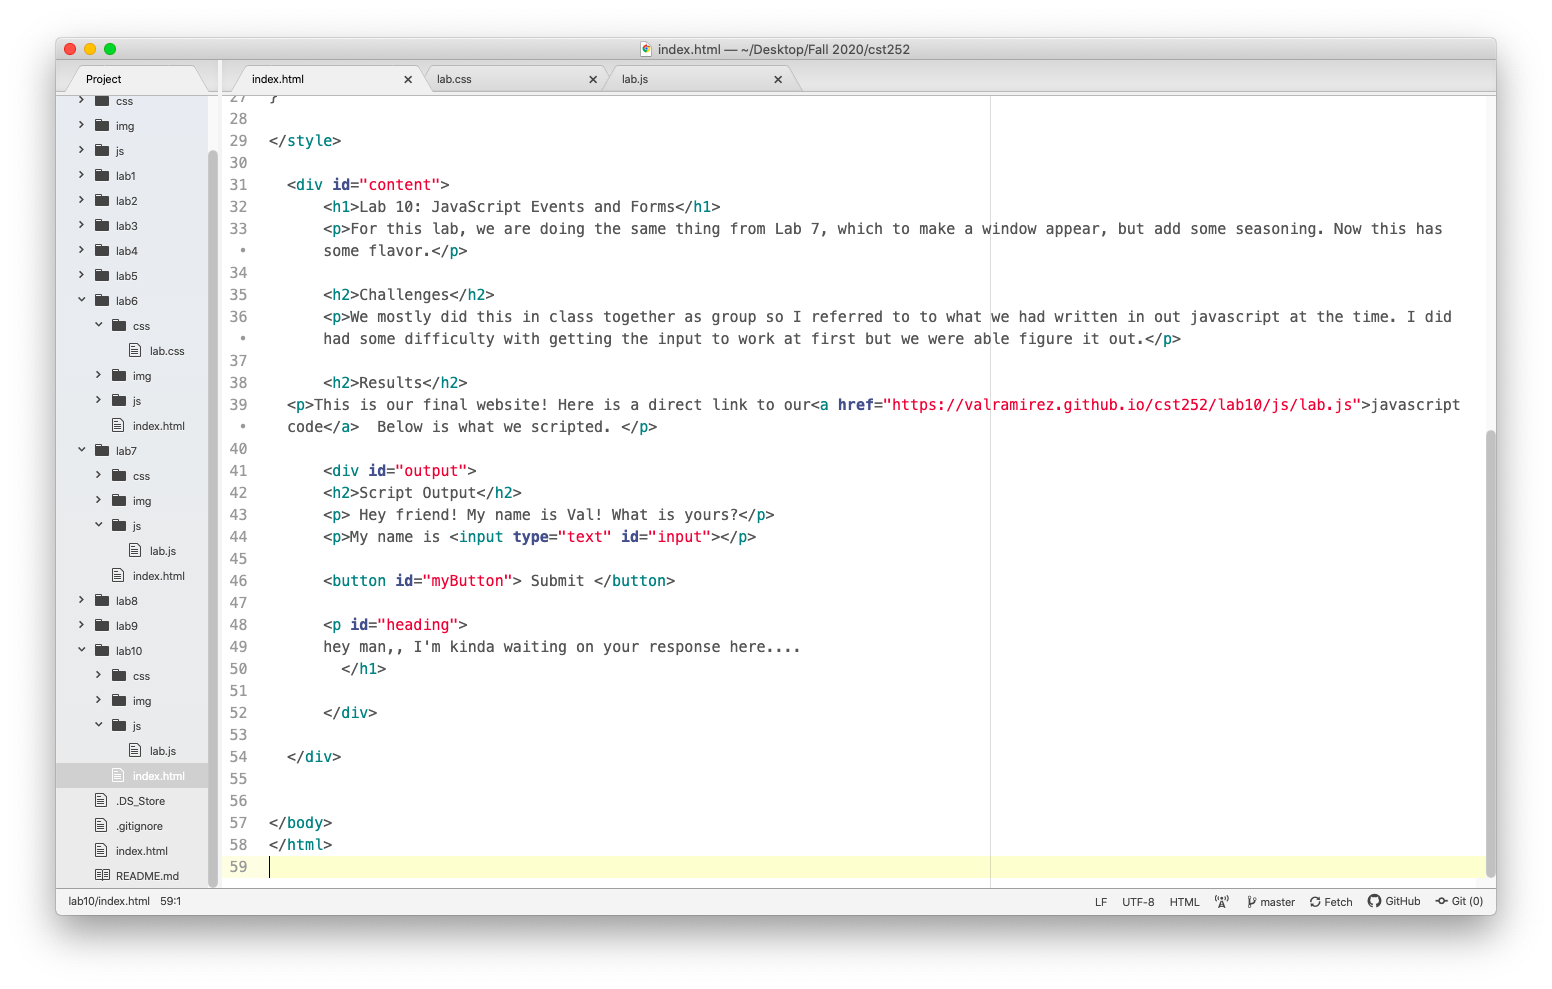 index.html — ~/Desktop/Fall 2020/cst252
Project
index.html
lab.css
lab.js
css
img
js
lab1
lab2
lab3
lab4
lab5
lab6
css
lab.css
img
js
index.html
lab7
css
img
js
lab.js
index.html
lab8
lab9
lab10
css
img
js
lab.js
index.html
.DS_Store
.gitignore
index.html
README.md
27 }
28
29 </style>
30
31 <div id="content">
32 <h1>Lab 10: JavaScript Events and Forms</h1>
33 <p>For this lab, we are doing the same thing from Lab 7, which to make a window appear, but add some seasoning. Now this has
• some flavor.</p>
34
35 <h2>Challenges</h2>
36 <p>We mostly did this in class together as group so I referred to to what we had written in out javascript at the time. I did
• had some difficulty with getting the input to work at first but we were able figure it out.</p>
37
38 <h2>Results</h2>
39 <p>This is our final website! Here is a direct link to our<a href="https://valramirez.github.io/cst252/lab10/js/lab.js">javascript
• code</a>  Below is what we scripted. </p>
40
41 <div id="output">
42 <h2>Script Output</h2>
43 <p> Hey friend! My name is Val! What is yours?</p>
44 <p>My name is <input type="text" id="input"></p>
45
46 <button id="myButton"> Submit </button>
47
48 <p id="heading">
49 hey man,, I'm kinda waiting on your response here....
50 </h1>
51
52 </div>
53
54 </div>
55
56
57 </body>
58 </html>
59
lab10/index.html 59:1
LF UTF-8 HTML master Fetch GitHub Git (0)